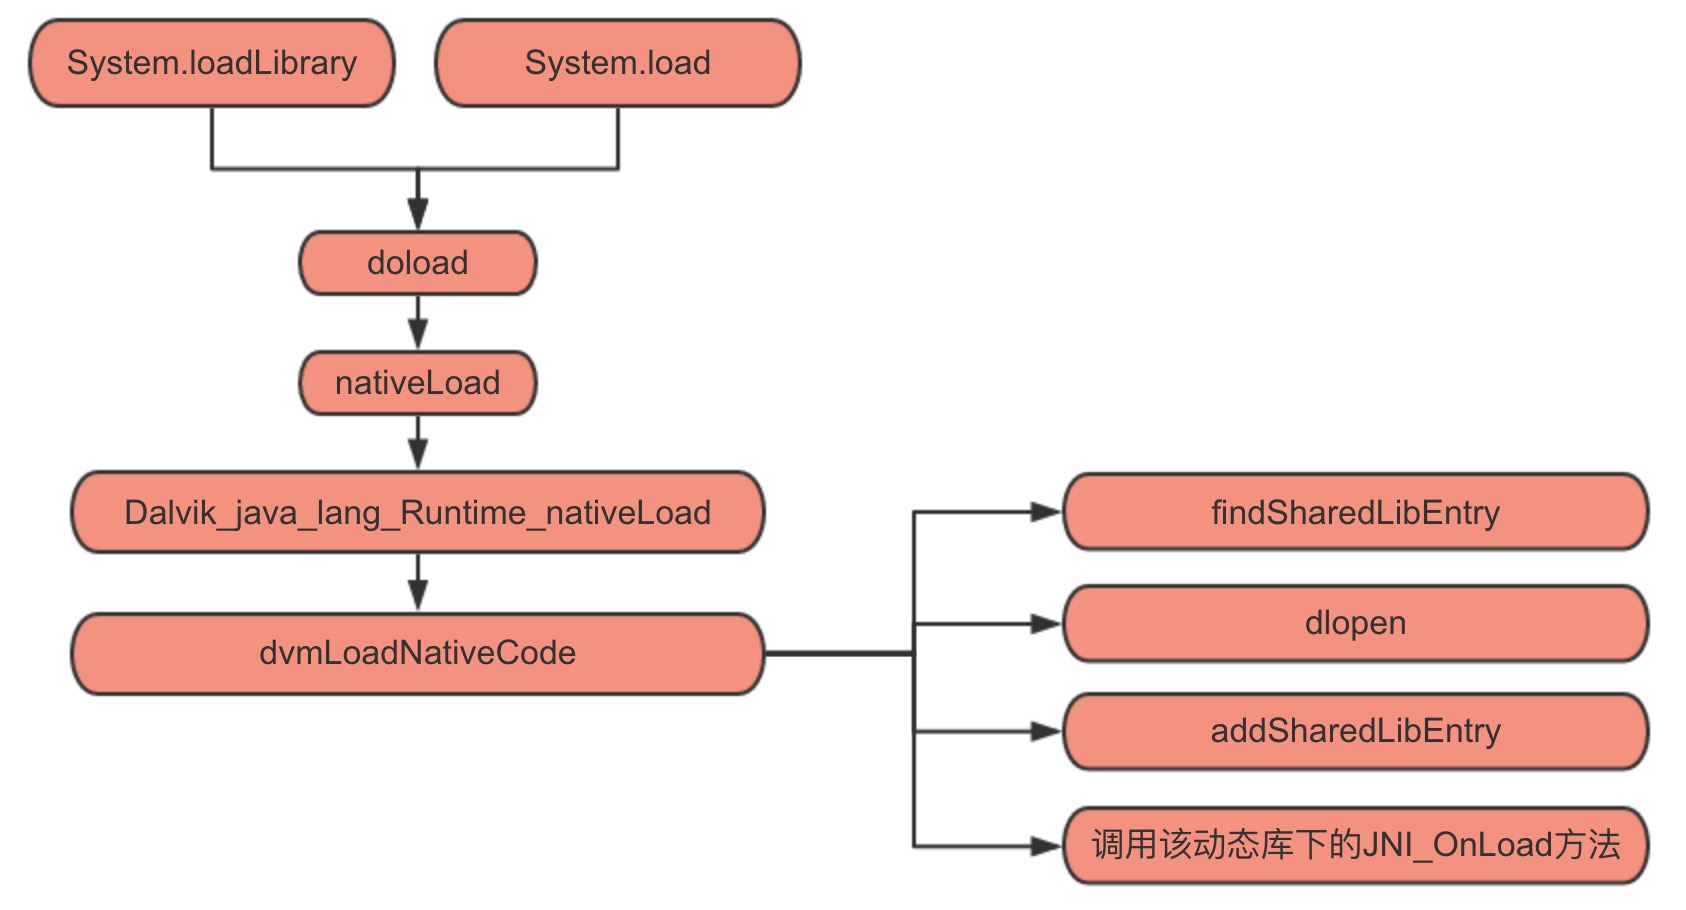 System.loadLibrary
System.load
doload
nativeLoad
Dalvik_java_lang_Runtime_nativeLoad
dvmLoadNativeCode
findSharedLibEntry
dlopen
addSharedLibEntry
调用该动态库下的JNI_OnLoad方法